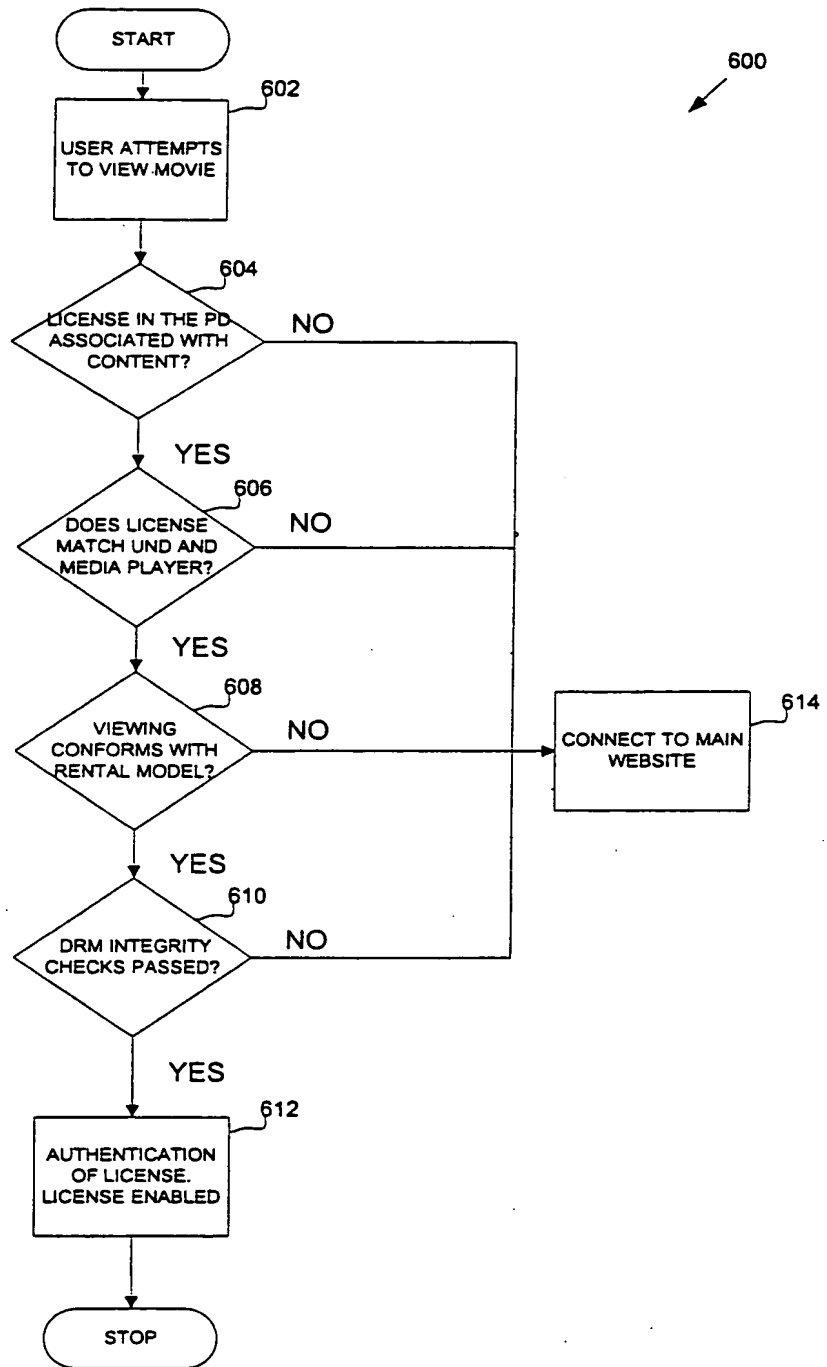 START
600
602
USER ATTEMPTS
TO VIEW MOVIE
604
LICENSE IN THE PD
ASSOCIATED WITH
CONTENT?
NO
YES
606
DOES LICENSE
MATCH UND AND
MEDIA PLAYER?
NO
YES
608
VIEWING
CONFORMS WITH
RENTAL MODEL?
NO
614
CONNECT TO MAIN
WEBSITE
YES
610
DRM INTEGRITY
CHECKS PASSED?
NO
YES
612
AUTHENTICATION
OF LICENSE.
LICENSE ENABLED
STOP